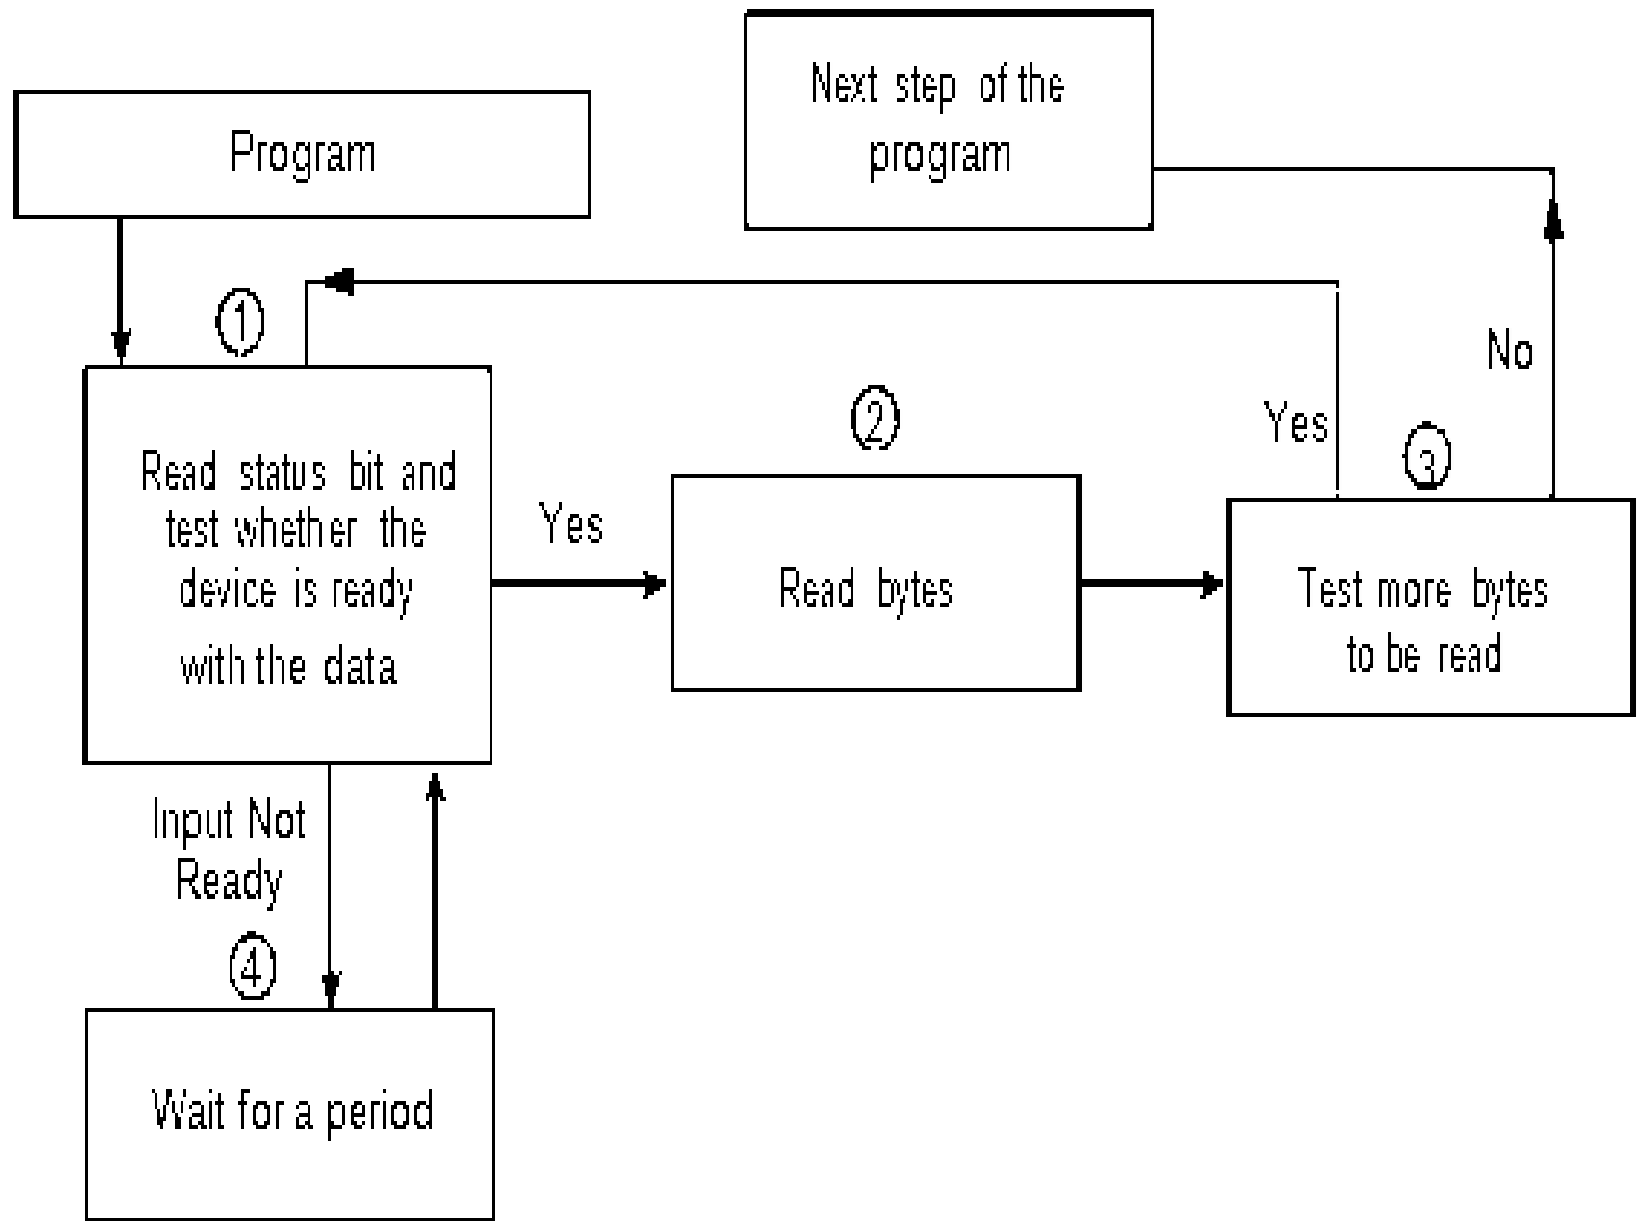 Next step of the
program
Program
1
No
2
Yes
3
Read status bit and
test whether the
device is ready
with the data
Yes
Read bytes
Test more bytes
to be read
Input Not
Ready
4
Wait for a period